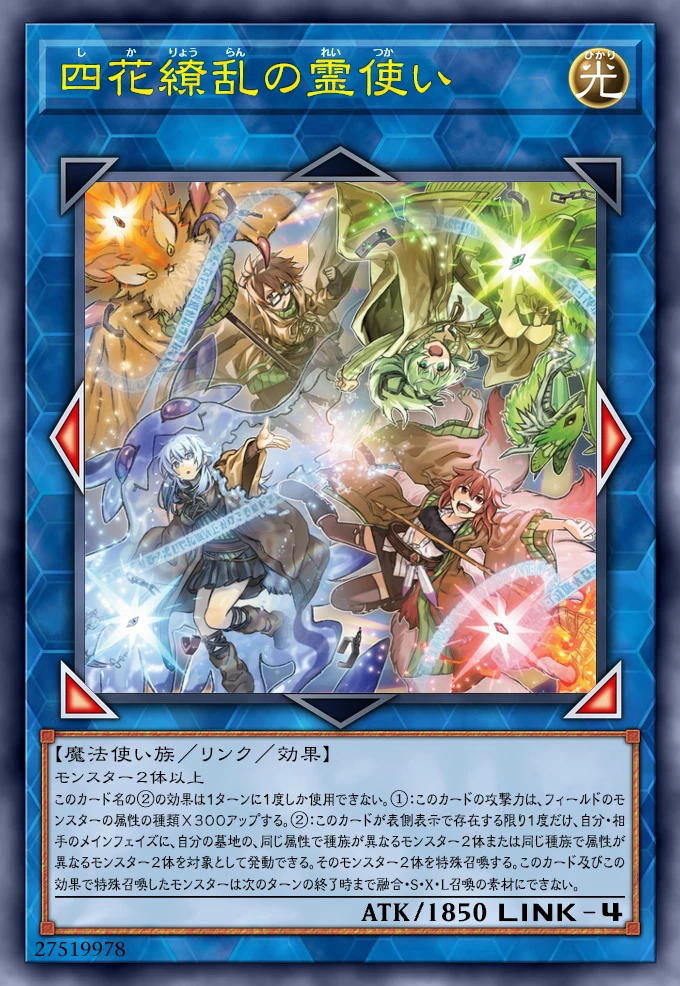 しかりょうらんれいつか
四花繚乱の霊使い
ひかり
光
【魔法使い族／リンク／効果】
モンスター２体以上
このカード名の②の効果は１ターンに１度しか使用できない。①：このカードの攻撃力は、フィールドのモ
ンスターの属性の種類×３００アップする。②：このカードが表側表示で存在する限り１度だけ、自分・相
手のメインフェイズに、自分の墓地の、同じ属性で種族が異なるモンスター２体または同じ種族で属性が
異なるモンスター２体を対象として発動できる。そのモンスター２体を特殊召喚する。このカード及びこの
効果で特殊召喚したモンスターは次のターンの終了時まで融合・S・X・L召喚の素材にできない。
ATK/1850 LINK-4
27519978